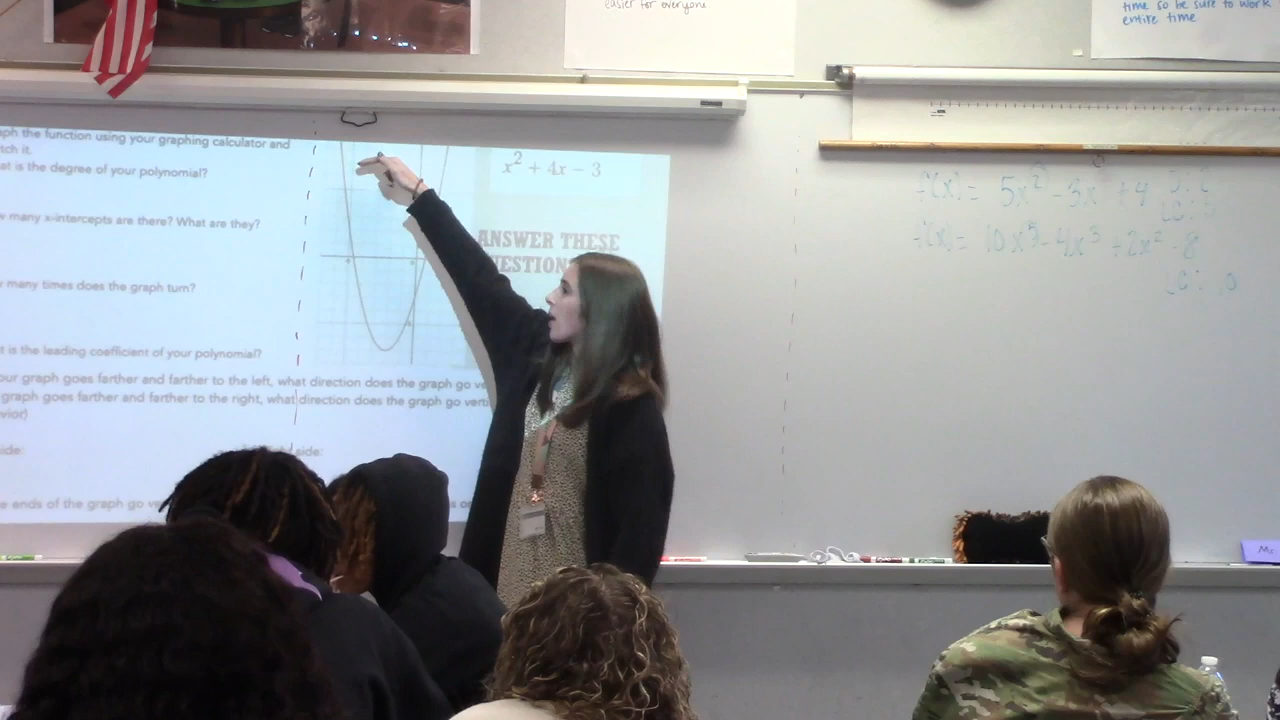 easier for everyone
time so be sure to work
entire time
ph the function using your graphing calculator and
tch it.
at is the degree of your polynomial?
many x-intercepts are there? What are they?
many times does the graph turn?
t is the leading coefficient of your polynomial?
our graph goes farther and farther to the left, what direction does the graph go ve
graph goes farther and farther to the right, what direction does the graph go verti
vior)
ide:
side:
e ends of the graph go ve
x² + 4x − 3
ANSWER THESE
UESTION
f(x) = 5x² - 3x + 4
f(x) = 10x⁵ - 4x³ + 2x² - 8